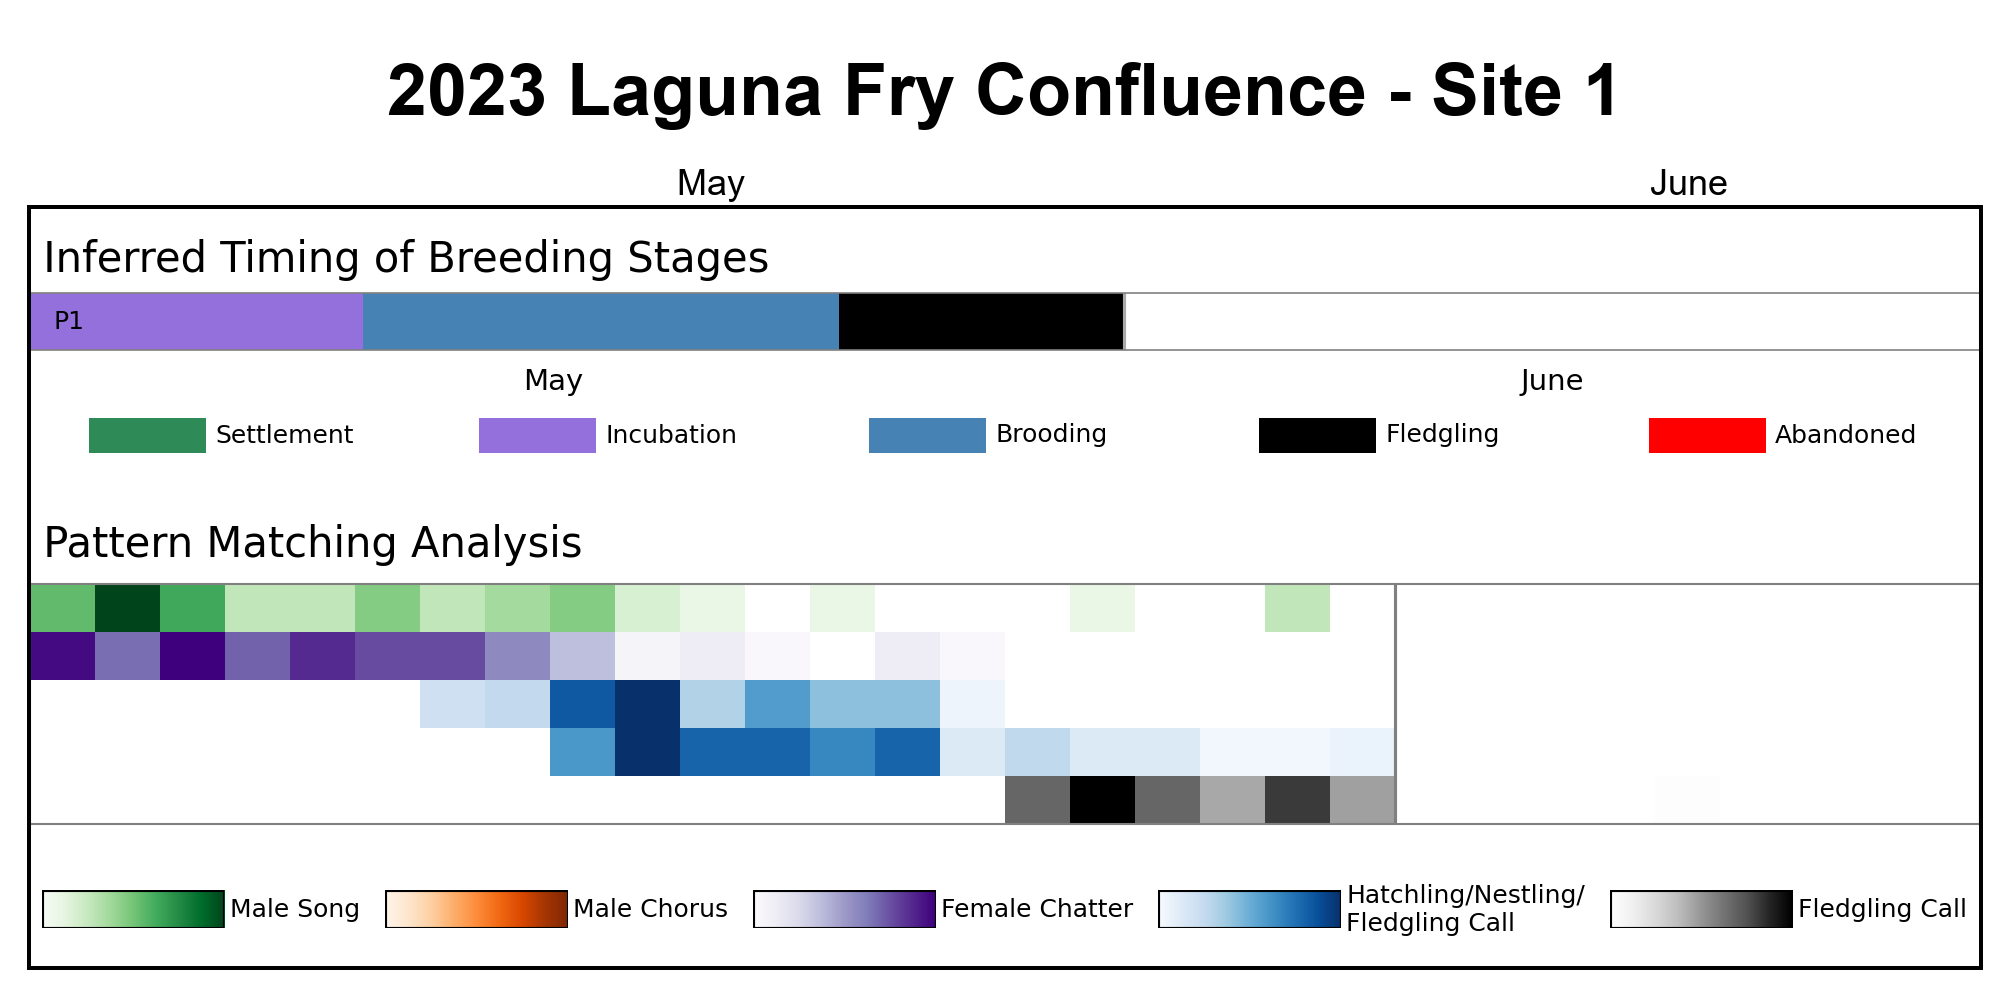 2023 Laguna Fry Confluence - Site 1
May June
Inferred Timing of Breeding Stages
P1
May June
Settlement Incubation Brooding Fledgling Abandoned
Pattern Matching Analysis
Male Song Male Chorus Female Chatter Hatchling/Nestling/
Fledgling Call Fledgling Call